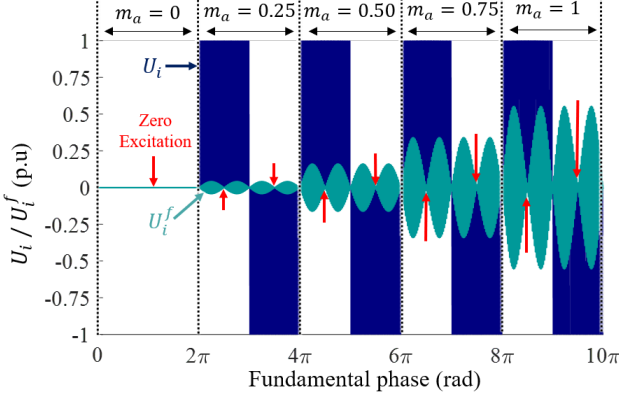 m_a = 0 m_a = 0.25 m_a = 0.50 m_a = 0.75 m_a = 1
U_i / U_i^f (p.u)
1
0.75
0.5
0.25
0
-0.25
-0.5
-0.75
-1
U_i
Zero
Excitation
U_i^f
0 2π 4π 6π 8π 10π
Fundamental phase (rad)